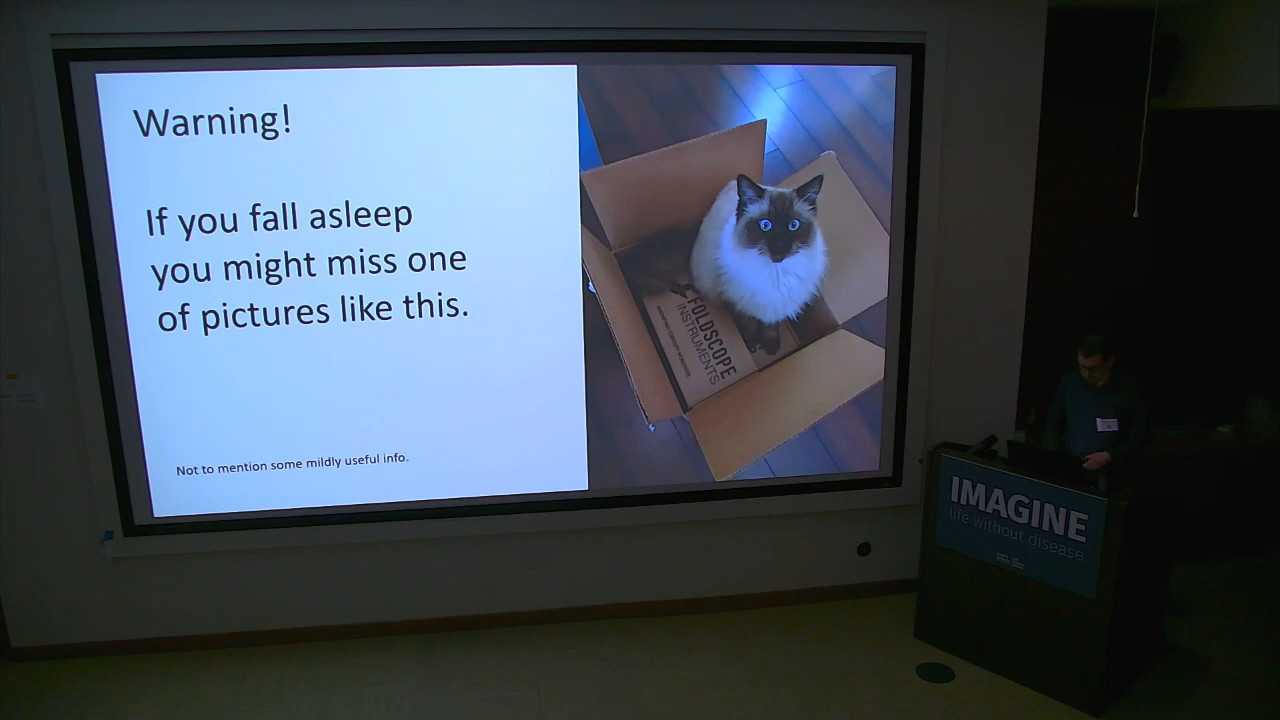 Warning!
If you fall asleep
you might miss one
of pictures like this.
Not to mention some mildly useful info.
FOLDSCOPE
INSTRUMENTS
IMAGINE
life without disease.